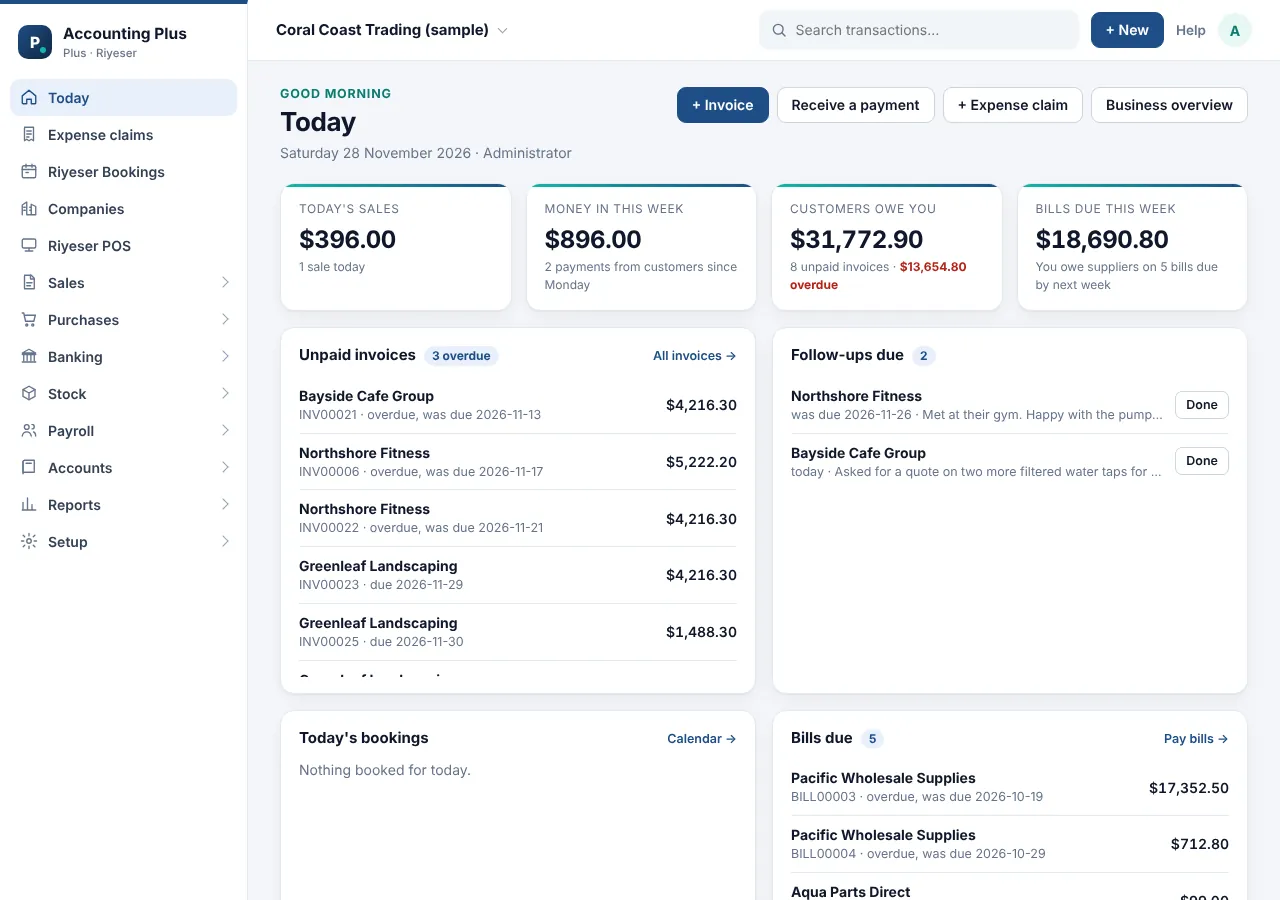 P.
Accounting Plus
Plus · Riyeser
Today
Expense claims
Riyeser Bookings
Companies
Riyeser POS
Sales
Purchases
Banking
Stock
Payroll
Accounts
Reports
Setup
Coral Coast Trading (sample)
Search transactions...
+ New
Help
A
GOOD MORNING
Today
Saturday 28 November 2026 · Administrator
+ Invoice
Receive a payment
+ Expense claim
Business overview
TODAY'S SALES
$396.00
1 sale today
MONEY IN THIS WEEK
$896.00
2 payments from customers since
Monday
CUSTOMERS OWE YOU
$31,772.90
8 unpaid invoices · $13,654.80
overdue
BILLS DUE THIS WEEK
$18,690.80
You owe suppliers on 5 bills due
by next week
Unpaid invoices 3 overdue All invoices →
Bayside Cafe Group
INV00021 · overdue, was due 2026-11-13
$4,216.30
Northshore Fitness
INV00006 · overdue, was due 2026-11-17
$5,222.20
Northshore Fitness
INV00022 · overdue, was due 2026-11-21
$4,216.30
Greenleaf Landscaping
INV00023 · due 2026-11-29
$4,216.30
Greenleaf Landscaping
INV00025 · due 2026-11-30
$1,488.30
Follow-ups due 2
Northshore Fitness
was due 2026-11-26 · Met at their gym. Happy with the pump...
Done
Bayside Cafe Group
today · Asked for a quote on two more filtered water taps for ...
Done
Today's bookings Calendar →
Nothing booked for today.
Bills due 5 Pay bills →
Pacific Wholesale Supplies
BILL00003 · overdue, was due 2026-10-19
$17,352.50
Pacific Wholesale Supplies
BILL00004 · overdue, was due 2026-10-29
$712.80
Aqua Parts Direct